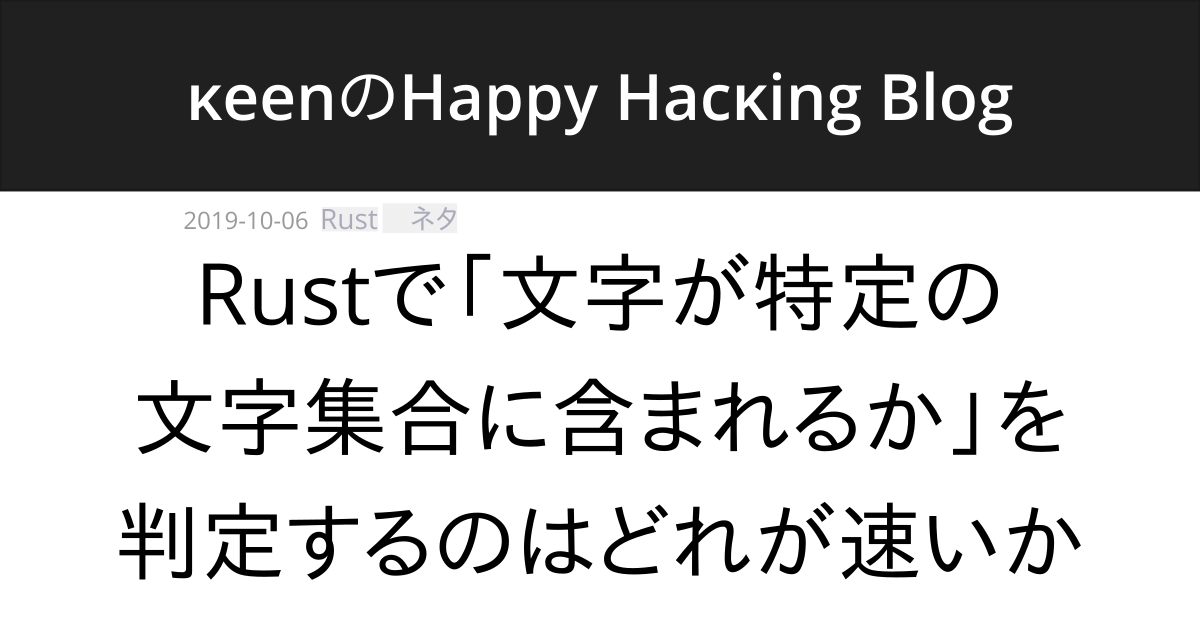 κeenのHappy Hacκing Blog
2019-10-06 Rust ネタ
Rustで「文字が特定の
文字集合に含まれるか」を
判定するのはどれが速いか